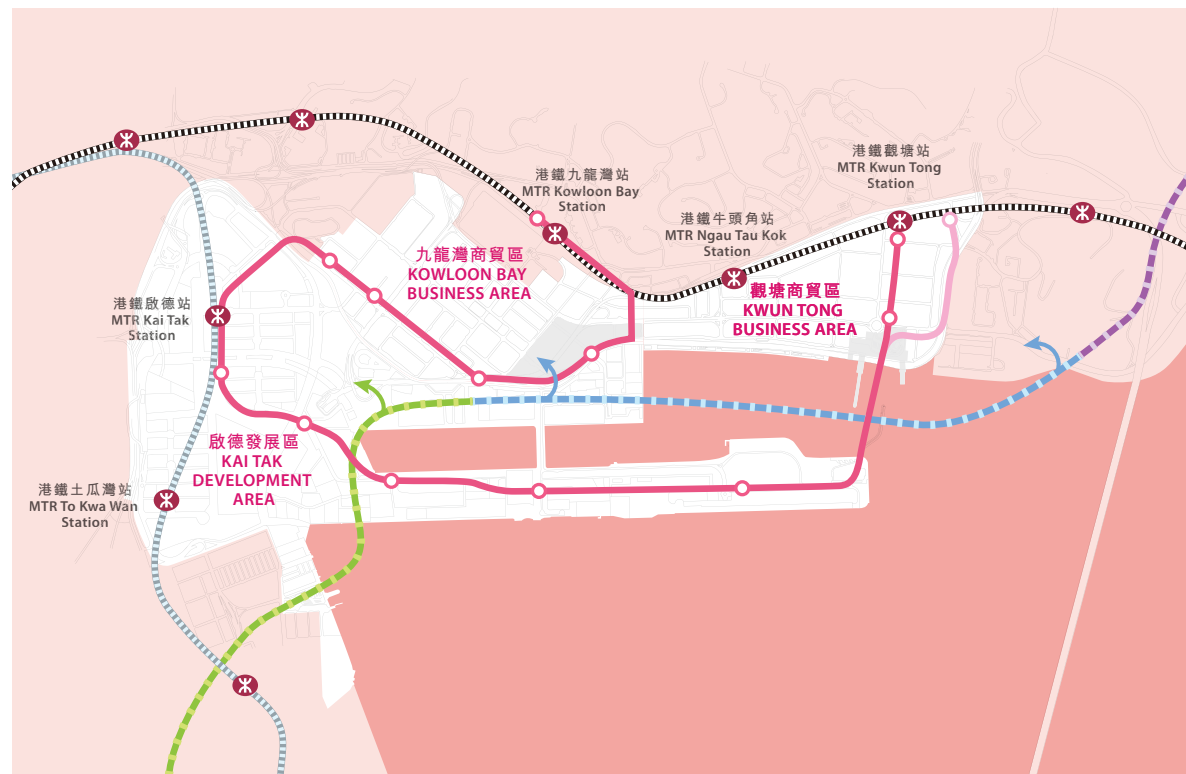 港鐵觀塘站
MTR Kwun Tong
Station
港鐵九龍灣站
MTR Kowloon Bay
Station
港鐵牛頭角站
MTR Ngau Tau Kok
Station
九龍灣商貿區
KOWLOON BAY
BUSINESS AREA
觀塘商貿區
KWUN TONG
BUSINESS AREA
港鐵啟德站
MTR Kai Tak
Station
啟德發展區
KAI TAK
DEVELOPMENT
AREA
港鐵土瓜灣站
MTR To Kwa Wan
Station